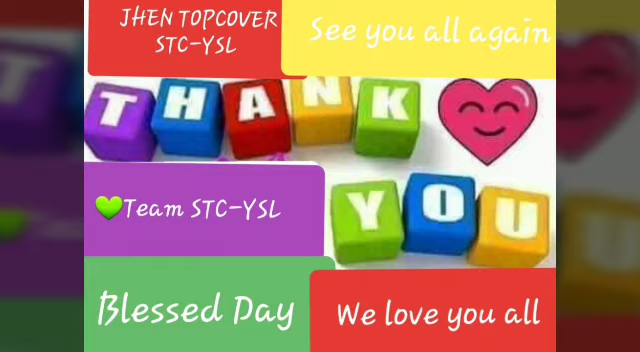 JHEN TOPCOVER
STC-YSL
See you all again
THANK
YOU
Team STC-YSL
Blessed Day
We love you all